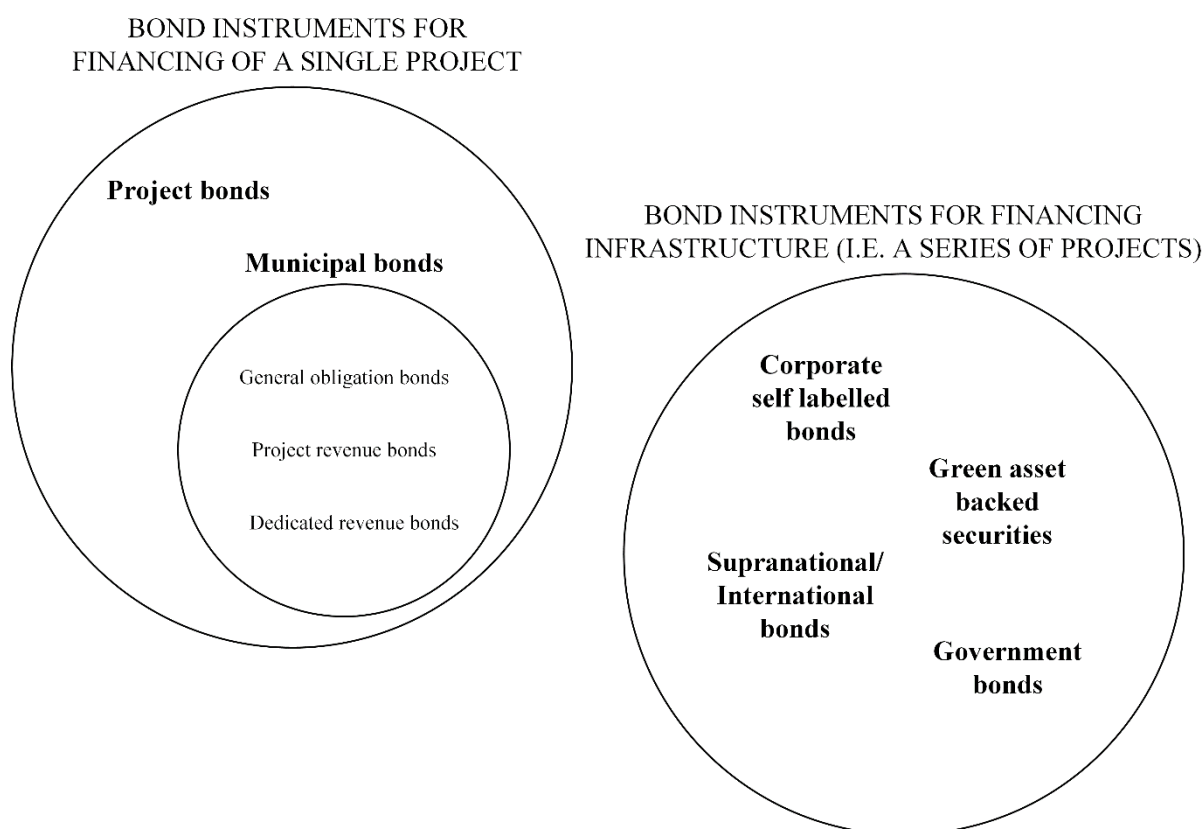 BOND INSTRUMENTS FOR
FINANCING OF A SINGLE PROJECT
Project bonds
Municipal bonds
General obligation bonds
Project revenue bonds
Dedicated revenue bonds
BOND INSTRUMENTS FOR FINANCING
INFRASTRUCTURE (I.E. A SERIES OF PROJECTS)
Corporate
self labelled
bonds
Green asset
backed
securities
Supranational/
International
bonds
Government
bonds